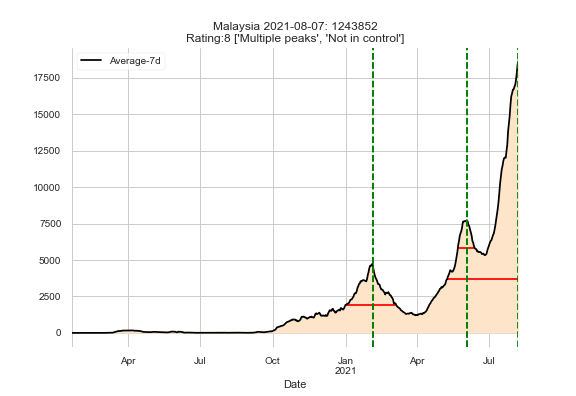 Malaysia 2021-08-07: 1243852
Rating:8 ['Multiple peaks', 'Not in control']
Average-7d
17500
15000
12500
10000
7500
5000
2500
0
Apr Jul Oct Jan Apr Jul
2021
Date